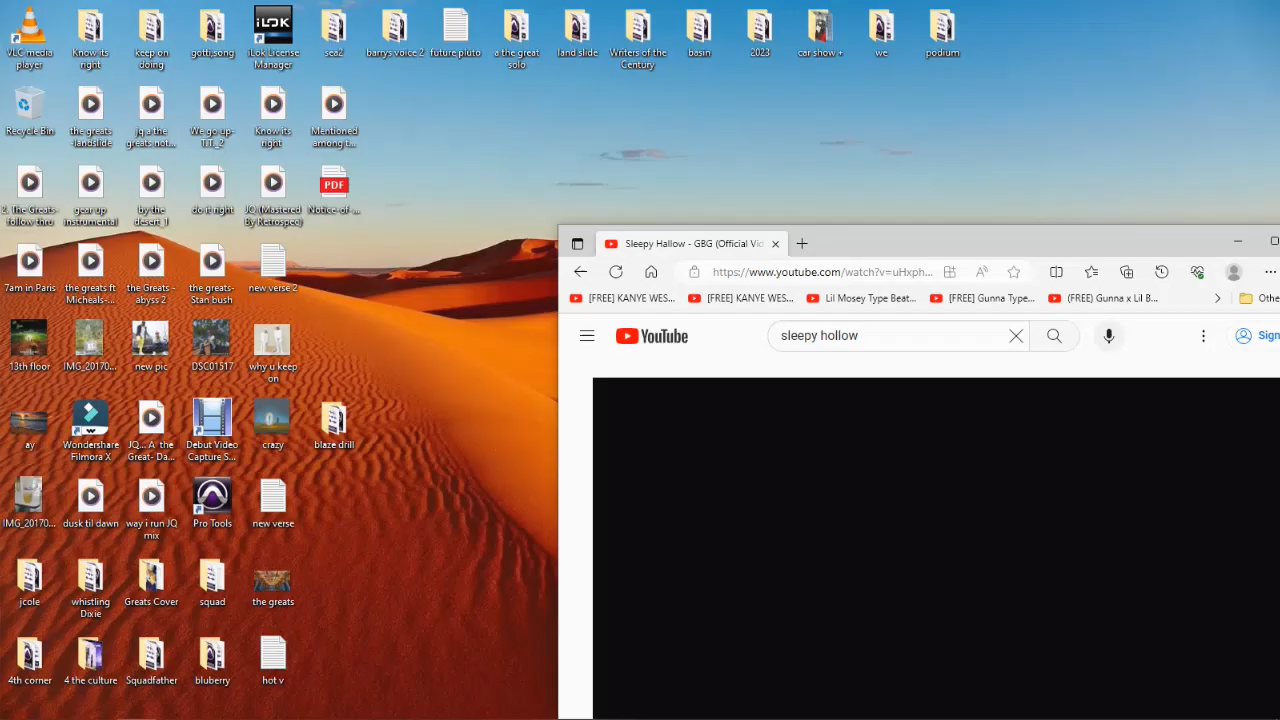 VLC media player
Know its right
keep on doing
gotti,song
iLOK
iLok License Manager
sea2
barrys voice 2
future pluto
a the great solo
land slide
Writers of the Century
basin
2023
car show +
we
podium
Recycle Bin
the greats -landslide
jq a the greats not...
We go up- T.T._2
Know its right
Mentioned among t...
2. The Greats- follow thru
gear up instrumental
by the desert_1
do it right
JQ (Mastered By Retrospec)
PDF
Notice-of-...
7am in Paris
the greats ft Micheals-...
the Greats - abyss 2
the greats- Stan bush
new verse 2
13th floor
IMG_20170...
new pic
DSC01517
why u keep on
ay
Wondershare Filmora X
JQ... A the Great- Da...
Debut Video Capture S...
crazy
blaze drill
IMG_20170...
dusk til dawn
way i run JQ mix
Pro Tools
new verse
jcole
whistling Dixie
Greats Cover
squad
the greats
4th corner
4 the culture
Squadfather
bluberry
hot v
Sleepy Hallow - GBG (Official Vid
https://www.youtube.com/watch?v=uHxph...
[FREE] KANYE WES...
[FREE] KANYE WES...
Lil Mosey Type Beat...
[FREE] Gunna Type...
(FREE) Gunna x Lil B...
Othe
YouTube
sleepy hollow
Sign